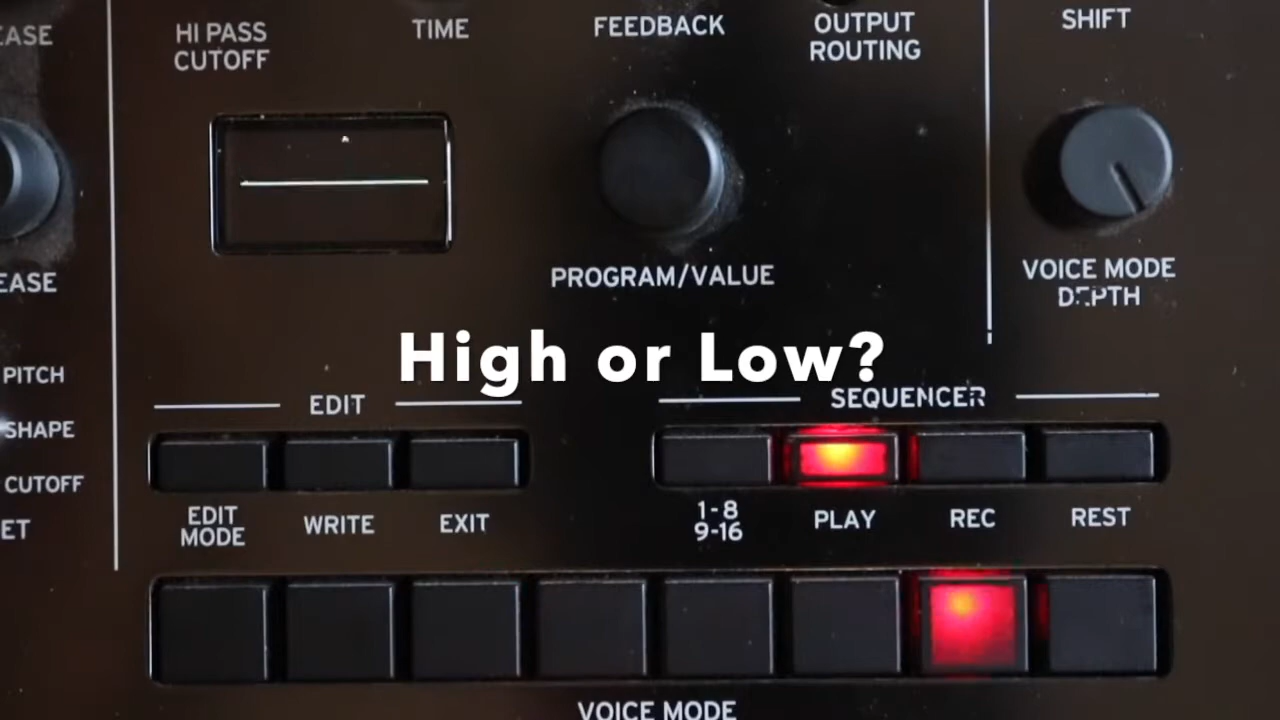 EASE
HI PASS
CUTOFF
TIME
FEEDBACK
OUTPUT
ROUTING
SHIFT
EASE
PROGRAM/VALUE
VOICE MODE
DEPTH
High or Low?
PITCH
SHAPE
CUTOFF
ET
EDIT
SEQUENCER
EDIT
MODE
WRITE
EXIT
1-8
9-16
PLAY
REC
REST
VOICE MODE